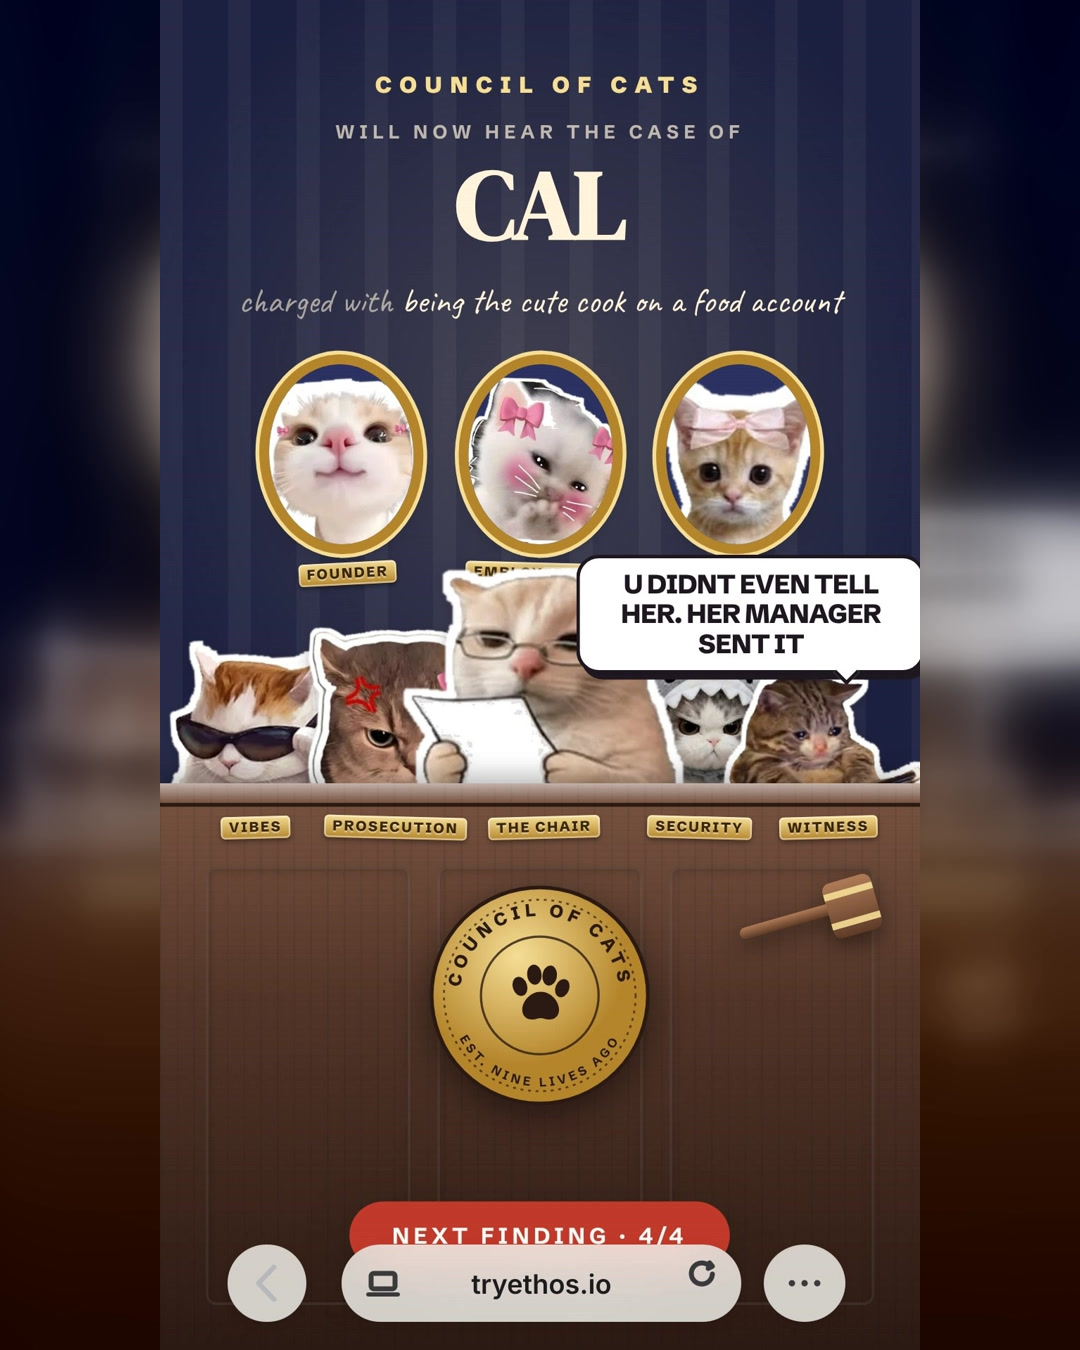 COUNCIL OF CATS
WILL NOW HEAR THE CASE OF
CAL
charged with being the cute cook on a food account
FOUNDER
U DIDNT EVEN TELL
HER. HER MANAGER
SENT IT
VIBES
PROSECUTION
THE CHAIR
SECURITY
WITNESS
COUNCIL OF CATS
EST. NINE LIVES AGO
NEXT FINDING · 4/4
tryethos.io